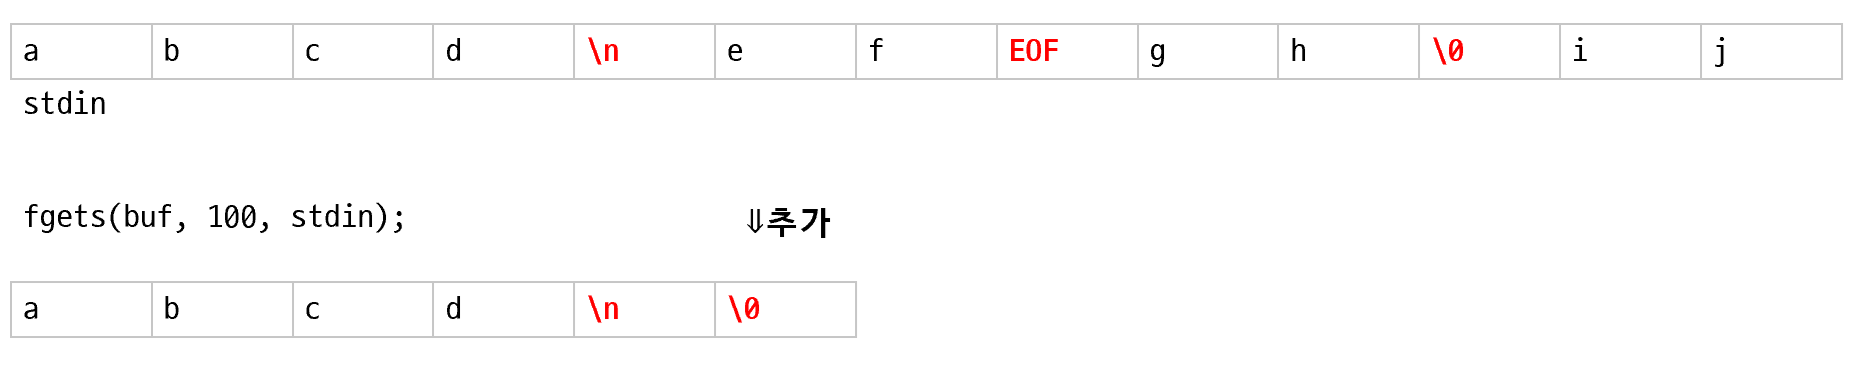 a b c d \n e f EOF g h \0 i j
stdin
fgets(buf, 100, stdin); ⇓추가
a b c d \n \0